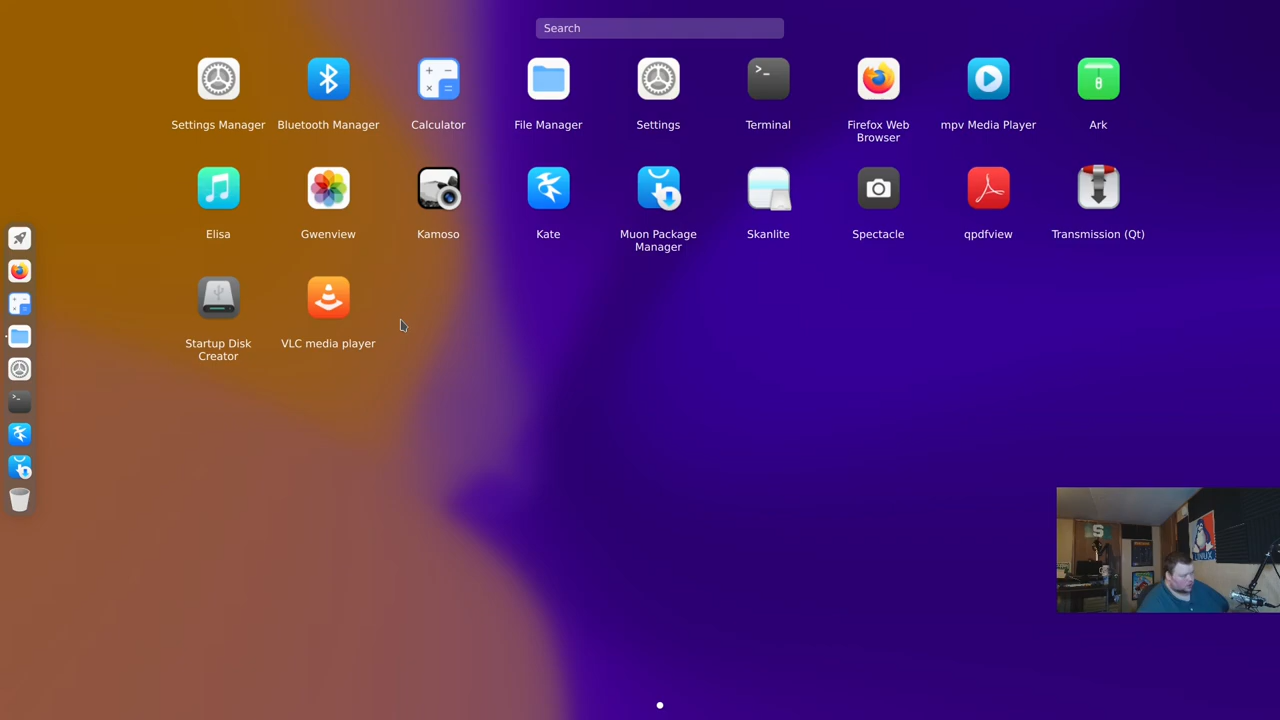 Search
Settings Manager
Bluetooth Manager
Calculator
File Manager
Settings
Terminal
Firefox Web
Browser
mpv Media Player
Ark
Elisa
Gwenview
Kamoso
Kate
Muon Package
Manager
Skanlite
Spectacle
qpdfview
Transmission (Qt)
Startup Disk
Creator
VLC media player
S